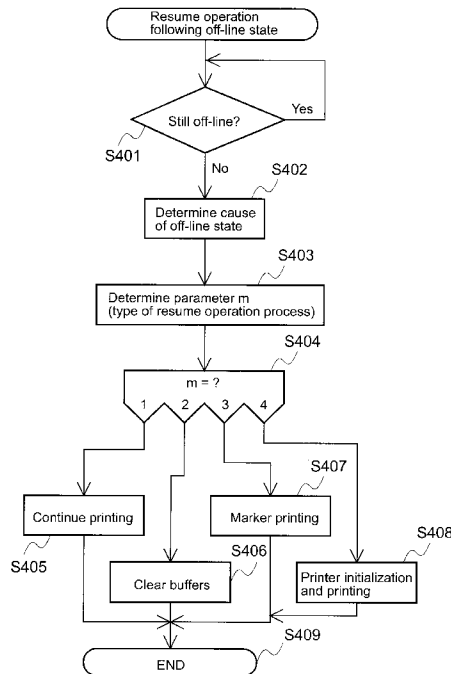 Resume operation
following off-line state
Still off-line?
Yes
S401
No
S402
Determine cause
of off-line state
S403
Determine parameter m
(type of resume operation process)
S404
m = ?
1 2 3 4
S407
Continue printing
Marker printing
S405
S406
S408
Clear buffers
Printer initialization
and printing
S409
END